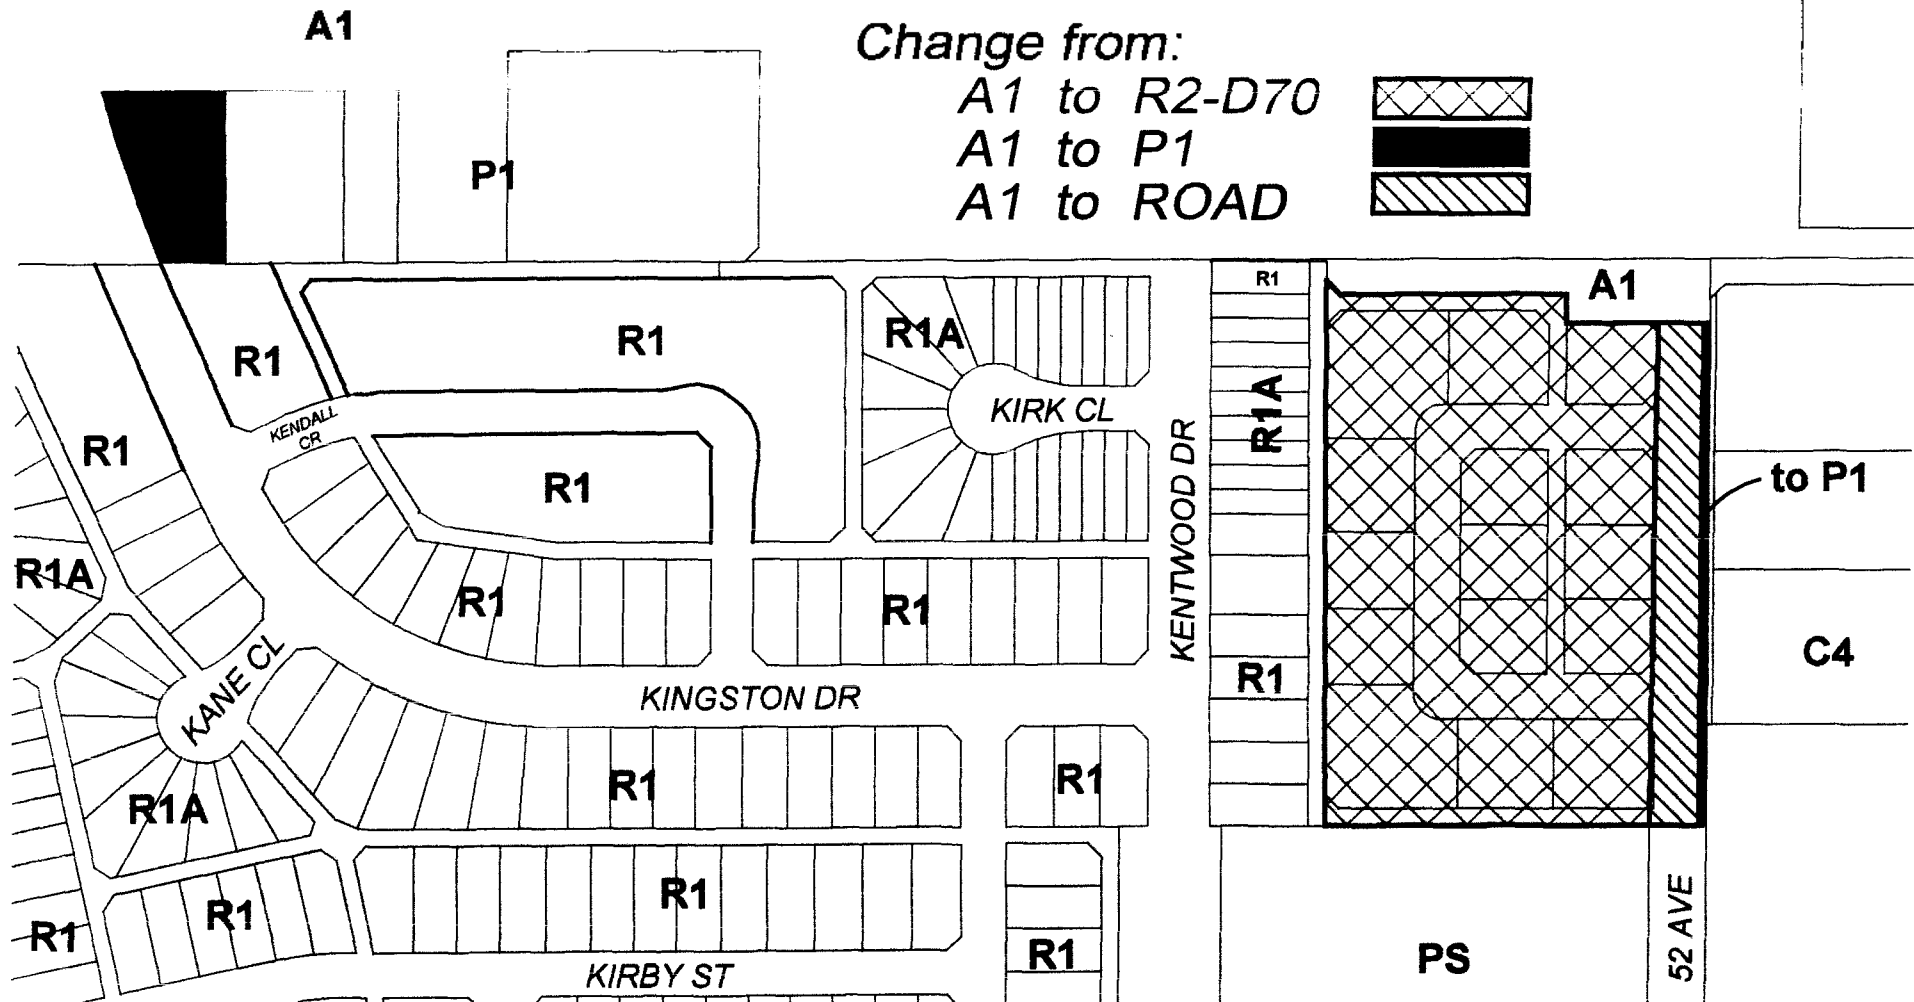 A1
Change from:
A1 to R2-D70
A1 to P1
A1 to ROAD
P1
R1
A1
R1
R1A
R1
KIRK CL
R1A
KENDALL
CR
R1
R1
KENTWOOD DR
to P1
R1A
R1
R1
C4
KANE CL
R1
KINGSTON DR
R1
R1
R1A
R1
R1
R1
R1
PS
52 AVE
KIRBY ST